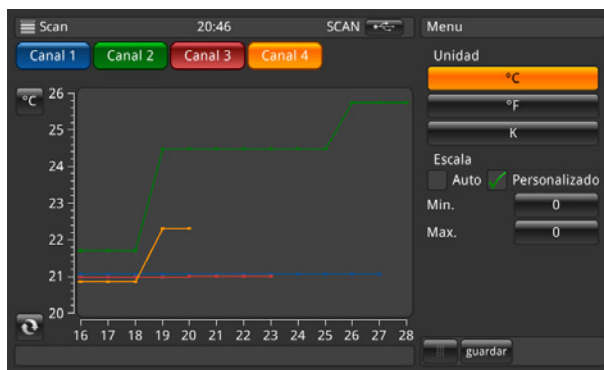 Scan 20:46 SCAN
Menu
Canal 1 Canal 2 Canal 3 Canal 4
Unidad
°C
°F
K
Escala
Auto Personalizado
Min. 0
Max. 0
guardar
°C
26
25
24
23
22
21
20
16 17 18 19 20 21 22 23 24 25 26 27 28